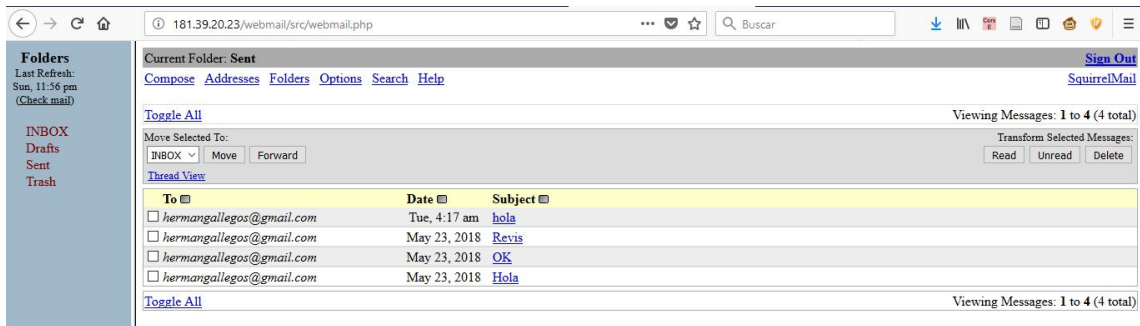 181.39.20.23/webmail/src/webmail.php
Buscar
Folders
Last Refresh:
Sun, 11:56 pm
(Check mail)
INBOX
Drafts
Sent
Trash
Current Folder: Sent
Sign Out
Compose Addresses Folders Options Search Help
SquirrelMail
Toggle All
Viewing Messages: 1 to 4 (4 total)
Move Selected To:
Transform Selected Messages:
INBOX Move Forward
Read Unread Delete
Thread View
To Date Subject
hermangallegos@gmail.com Tue, 4:17 am hola
hermangallegos@gmail.com May 23, 2018 Revis
hermangallegos@gmail.com May 23, 2018 OK
hermangallegos@gmail.com May 23, 2018 Hola
Toggle All
Viewing Messages: 1 to 4 (4 total)